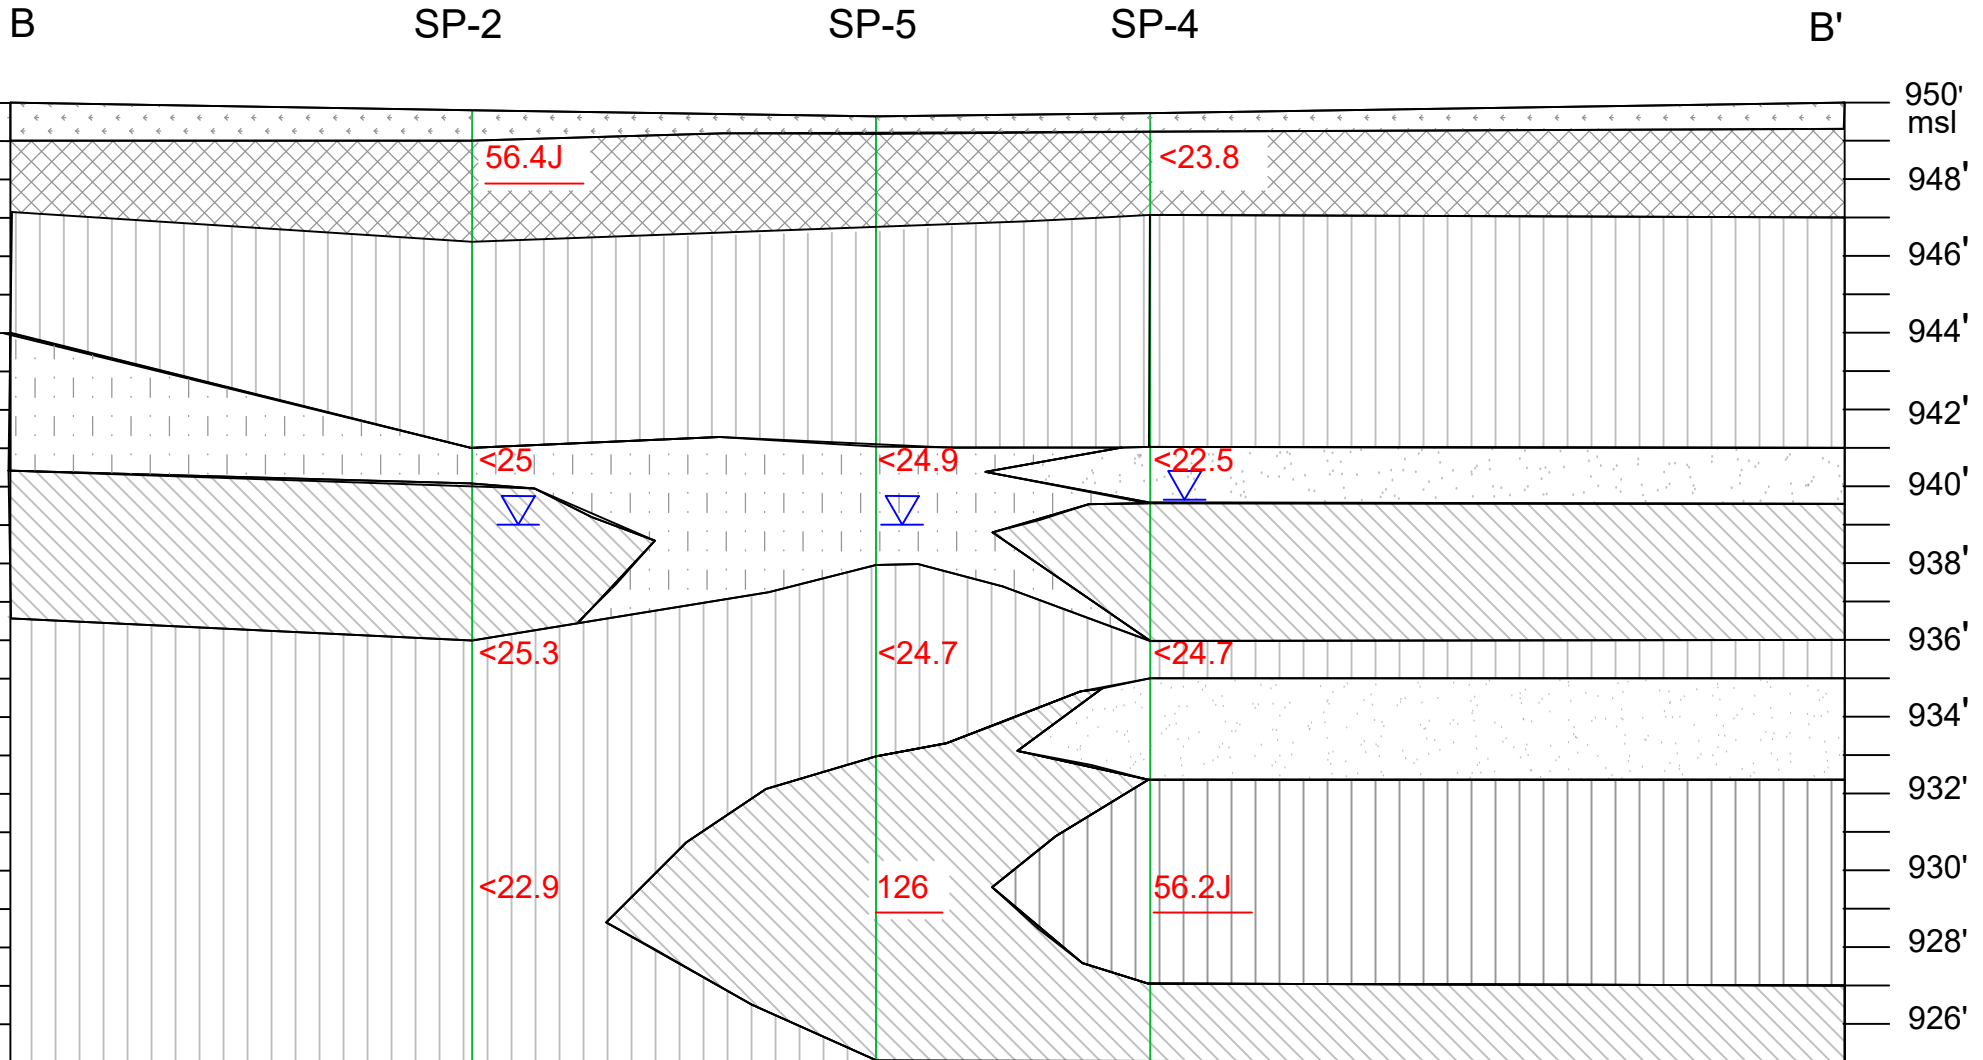 B SP-2 SP-5 SP-4 B'
950'
msl
56.4J <23.8
948'
946'
944'
942'
<25 <24.9 <22.5
940'
938'
936'
<25.3 <24.7 <24.7
934'
932'
930'
<22.9 126 56.2J
928'
926'